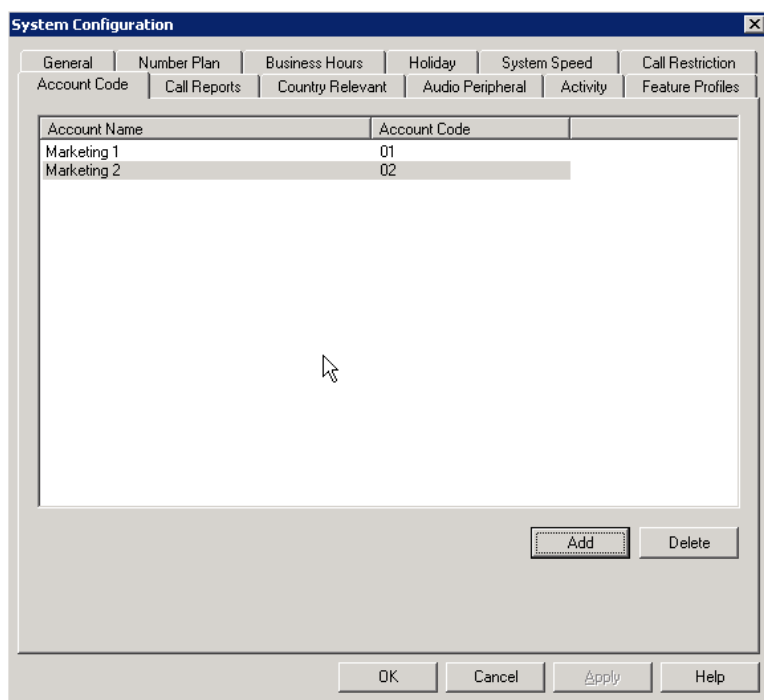 System Configuration
General Number Plan Business Hours Holiday System Speed Call Restriction
Account Code Call Reports Country Relevant Audio Peripheral Activity Feature Profiles
Account Name Account Code
Marketing 1 01
Marketing 2 02
Add Delete
OK Cancel Apply Help